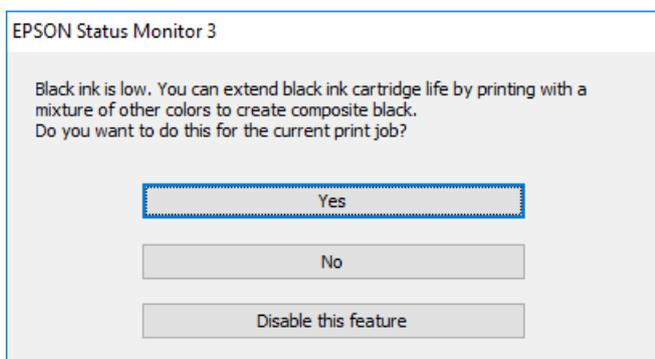 EPSON Status Monitor 3
Black ink is low. You can extend black ink cartridge life by printing with a
mixture of other colors to create composite black.
Do you want to do this for the current print job?
Yes
No
Disable this feature